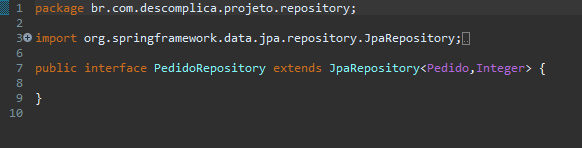 1 package br.com.descomplica.projeto.repository;
2
3 import org.springframework.data.jpa.repository.JpaRepository;
6
7 public interface PedidoRepository extends JpaRepository<Pedido,Integer> {
8
9 }
10